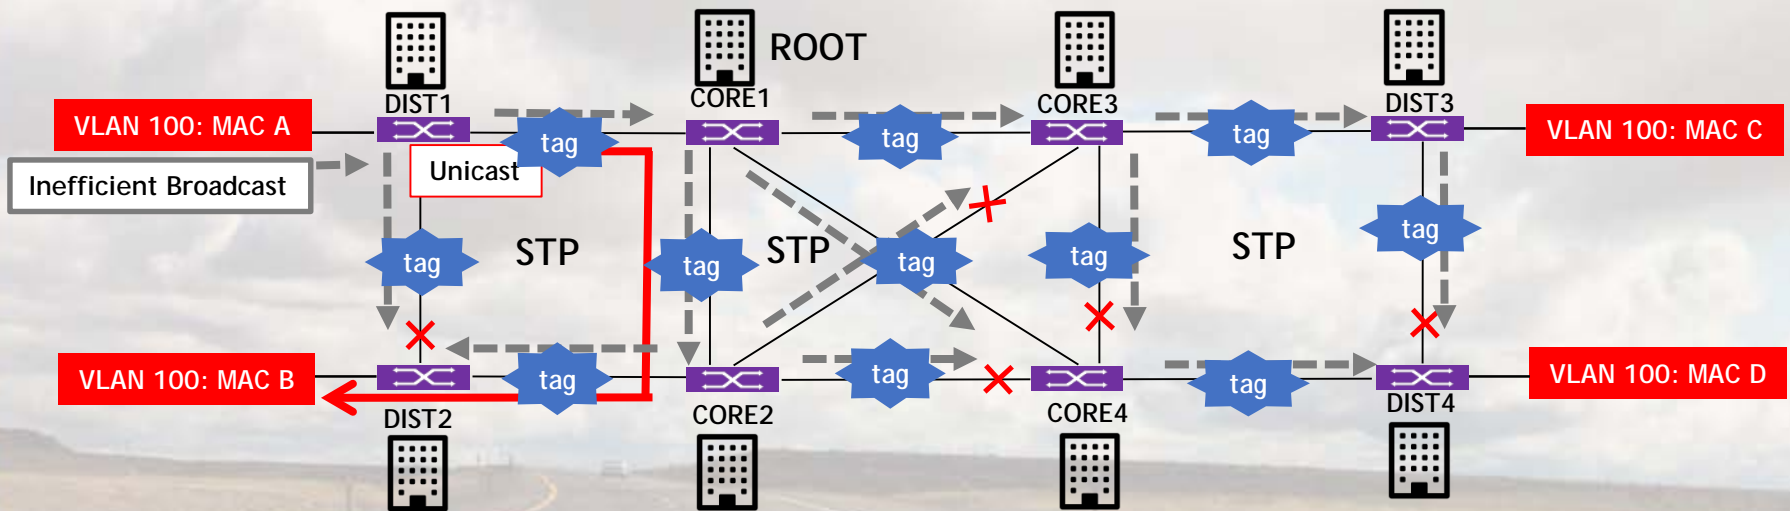 ROOT
DIST1
CORE1
CORE3
DIST3
VLAN 100: MAC A
tag
tag
tag
VLAN 100: MAC C
Inefficient Broadcast
Unicast
STP
STP
STP
tag
tag
tag
tag
tag
VLAN 100: MAC B
tag
tag
tag
VLAN 100: MAC D
DIST2
CORE2
CORE4
DIST4